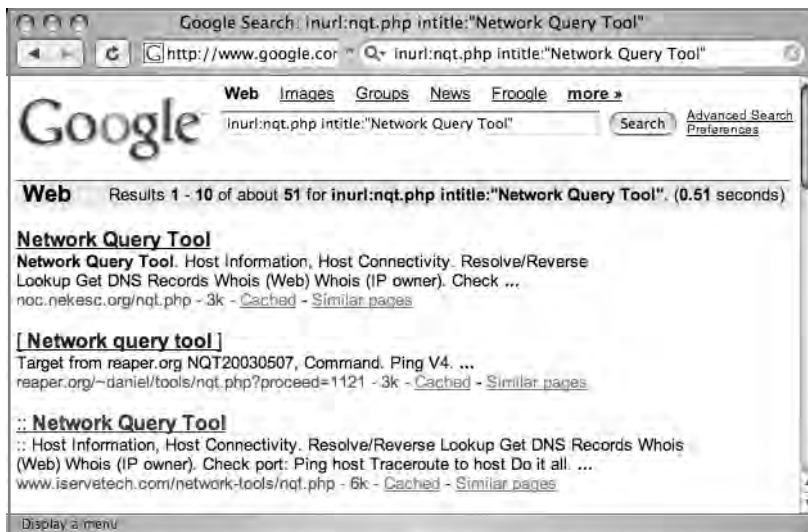 Google Search: inurl:nqt.php intitle:"Network Query Tool"
G http://www.google.cor inurl:nqt.php intitle:"Network Query Tool"
Web Images Groups News Froogle more »
Google
inurl:nqt.php intitle:"Network Query Tool" Search Advanced Search
Preferences
Web Results 1 - 10 of about 51 for inurl:nqt.php intitle:"Network Query Tool". (0.51 seconds)
Network Query Tool
Network Query Tool. Host Information, Host Connectivity. Resolve/Reverse
Lookup Get DNS Records Whois (Web) Whois (IP owner). Check ...
noc.nekesc.org/nqt.php - 3k - Cached - Similar pages
[ Network query tool ]
Target from reaper.org NQT20030507, Command. Ping V4. ...
reaper.org/~daniel/tools/nqt.php?proceed=1121 - 3k - Cached - Similar pages
:: Network Query Tool
:: Host Information, Host Connectivity. Resolve/Reverse Lookup Get DNS Records Whois
(Web) Whois (IP owner). Check port: Ping host Traceroute to host Do it all. ...
www.iservetech.com/network-tools/nqt.php - 6k - Cached - Similar pages
Display a menu